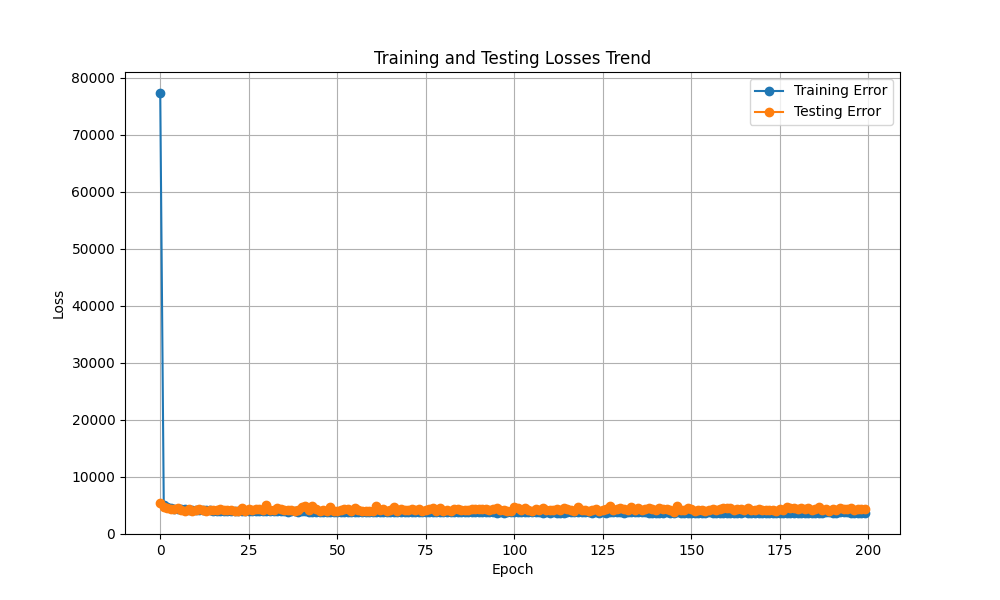 Training and Testing Losses Trend
Training Error
Testing Error
80000
70000
60000
50000
40000
30000
20000
10000
0
Loss
0 25 50 75 100 125 150 175 200
Epoch